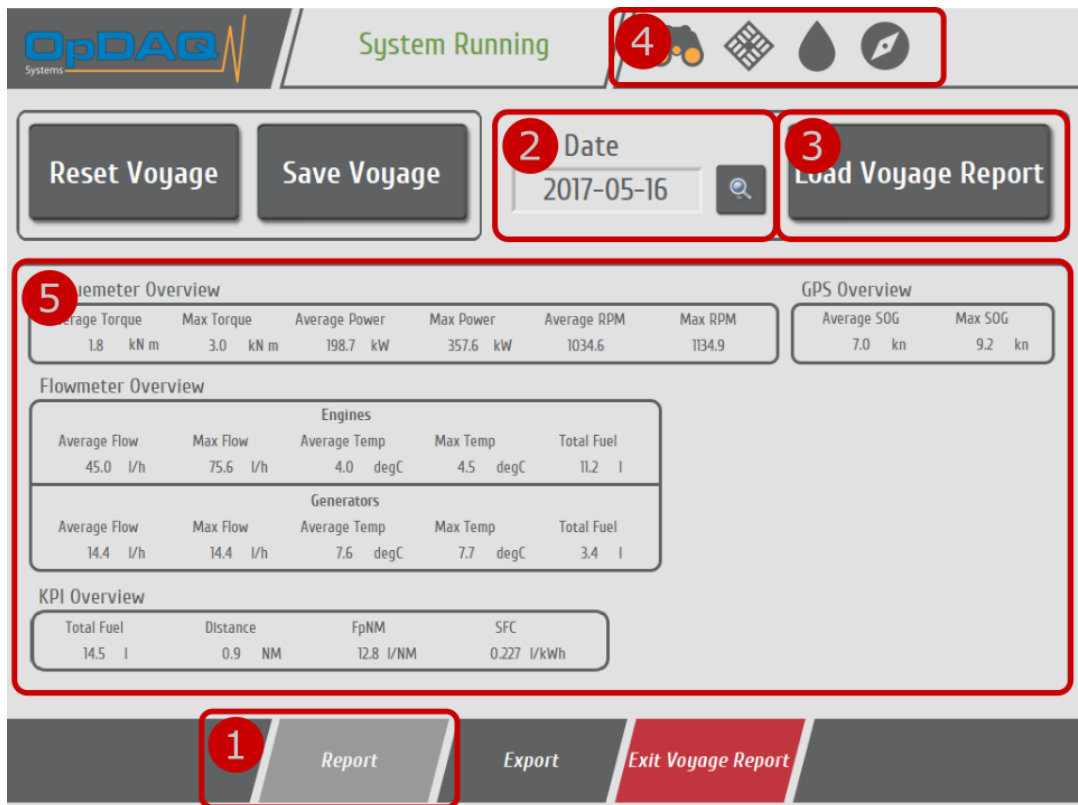 OpDAQ
Systems
System Running
4
Reset Voyage
Save Voyage
2
Date
2017-05-16
3
Load Voyage Report
5
uemeter Overview
GPS Overview
erage Torque Max Torque Average Power Max Power Average RPM Max RPM
1.8 kN m 3.0 kN m 198.7 kW 357.6 kW 1034.6 1134.9
Average SOG Max SOG
7.0 kn 9.2 kn
Flowmeter Overview
Engines
Average Flow Max Flow Average Temp Max Temp Total Fuel
45.0 l/h 75.6 l/h 4.0 degC 4.5 degC 11.2 l
Generators
Average Flow Max Flow Average Temp Max Temp Total Fuel
14.4 l/h 14.4 l/h 7.6 degC 7.7 degC 3.4 l
KPI Overview
Total Fuel Distance FpNM SFC
14.5 l 0.9 NM 12.8 l/NM 0.227 l/kWh
1
Report
Export
Exit Voyage Report